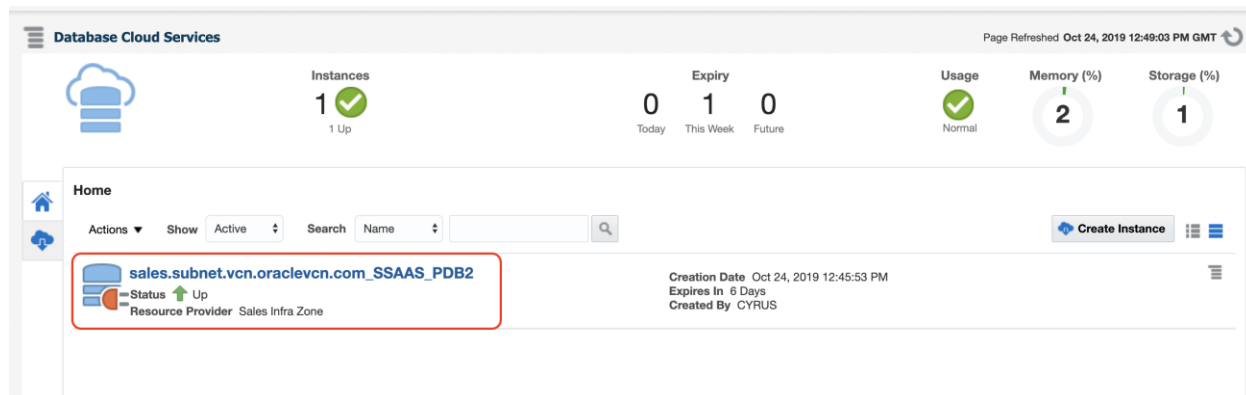 Database Cloud Services
Page Refreshed Oct 24, 2019 12:49:03 PM GMT
Instances
1
1 Up
Expiry
0 1 0
Today This Week Future
Usage
Normal
Memory (%)
2
Storage (%)
1
Home
Actions Show Active Search Name
Create Instance
sales.subnet.vcn.oraclevcn.com_SSAAS_PDB2
Status Up
Resource Provider Sales Infra Zone
Creation Date Oct 24, 2019 12:45:53 PM
Expires In 6 Days
Created By CYRUS